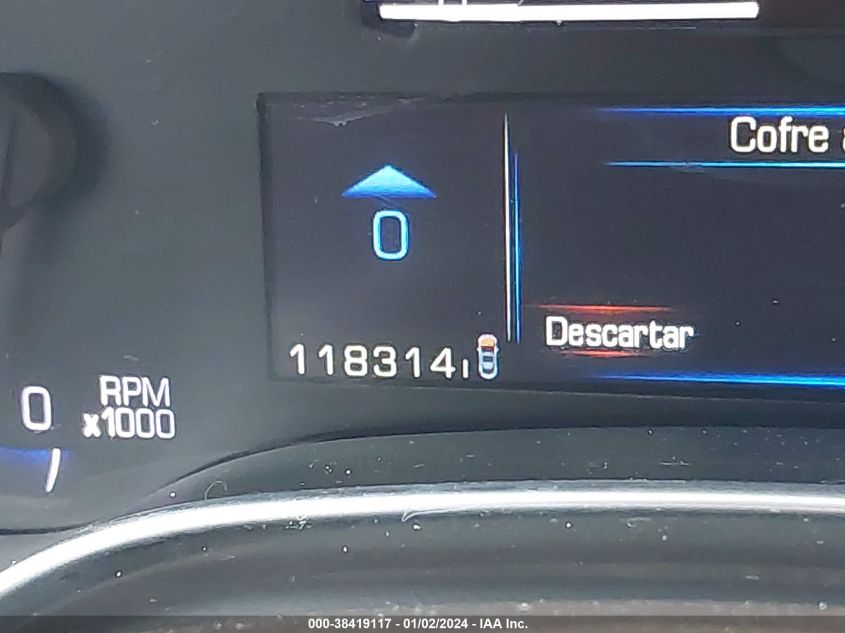 Cofre
0
Descartar
118314
0
RPM
x1000
000-38419117 - 01/02/2024 - IAA Inc.